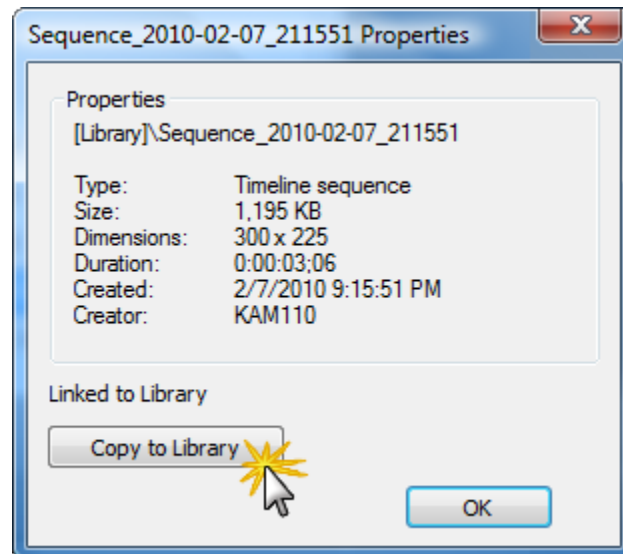 Sequence_2010-02-07_211551 Properties
Properties
[Library]\Sequence_2010-02-07_211551
Type: Timeline sequence
Size: 1,195 KB
Dimensions: 300 x 225
Duration: 0:00:03;06
Created: 2/7/2010 9:15:51 PM
Creator: KAM110
Linked to Library
Copy to Library
OK